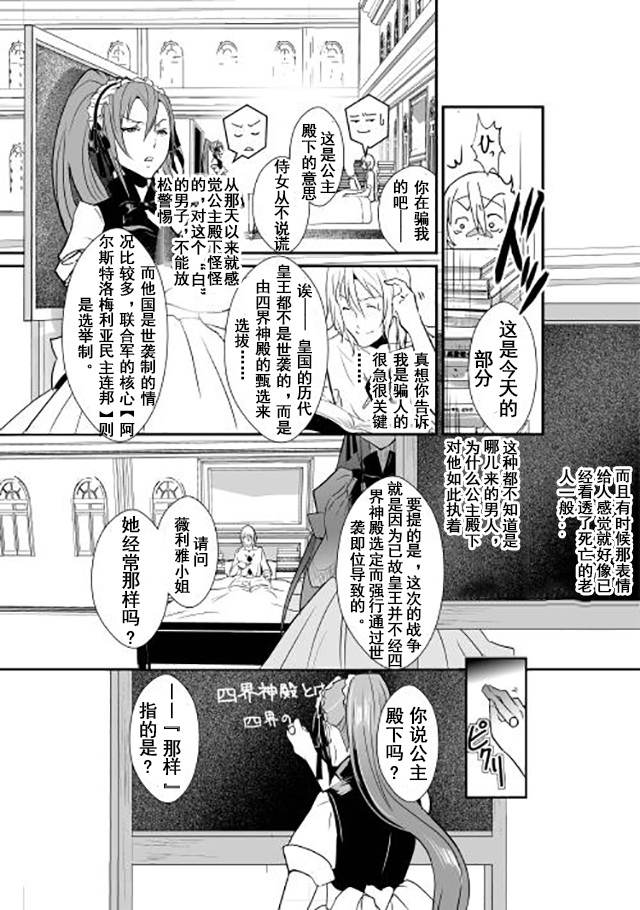 ひっ
这是今天的
部分
你在骗我
的吧——
这是公主
殿下的意思
侍女从不说谎
从那天以来就感
觉公主殿下怪怪
的，对这个“白”
的男子，不能放
松警惕
真想你告诉
我是骗人的
很急很关键
………
诶——皇国的历代
皇王都不是世袭的，而是
由四界神殿的甄选来
选拔……
而他国是世袭制的情
况比较多，联合军的核心【阿
尔斯特洛梅利亚民主连邦】则
是选举制。
而且有时候那表情
给人感觉就好像已
经看透了死亡的老
人一般...
这种都不知道是
哪儿来的男人，
为什么公主殿下
对他如此执着
要提的是，这次的战争
就是因为已故皇王并不经四
界神殿选定而强行通过世
袭即位导致的。
请问
薇利雅小姐
她经常那样吗？
ピクリ
你说公主
殿下吗？
四界神殿と
四界の
——『那样』
指的是？